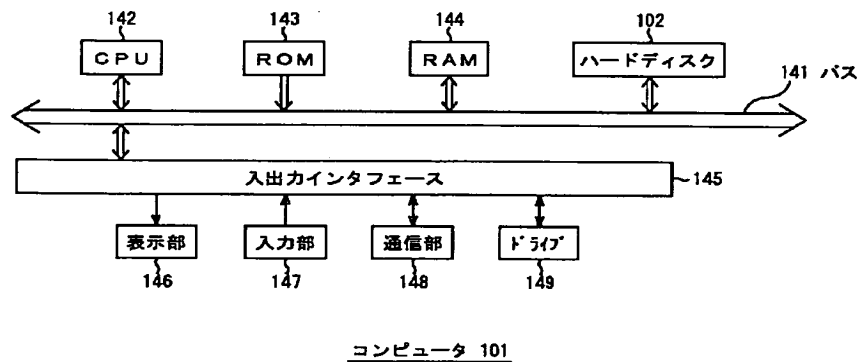 142 143 144 102
CPU ROM RAM ハードディスク
141 バス
入出力インタフェース 145
表示部 入力部 通信部 ドライブ
146 147 148 149
コンピュータ 101